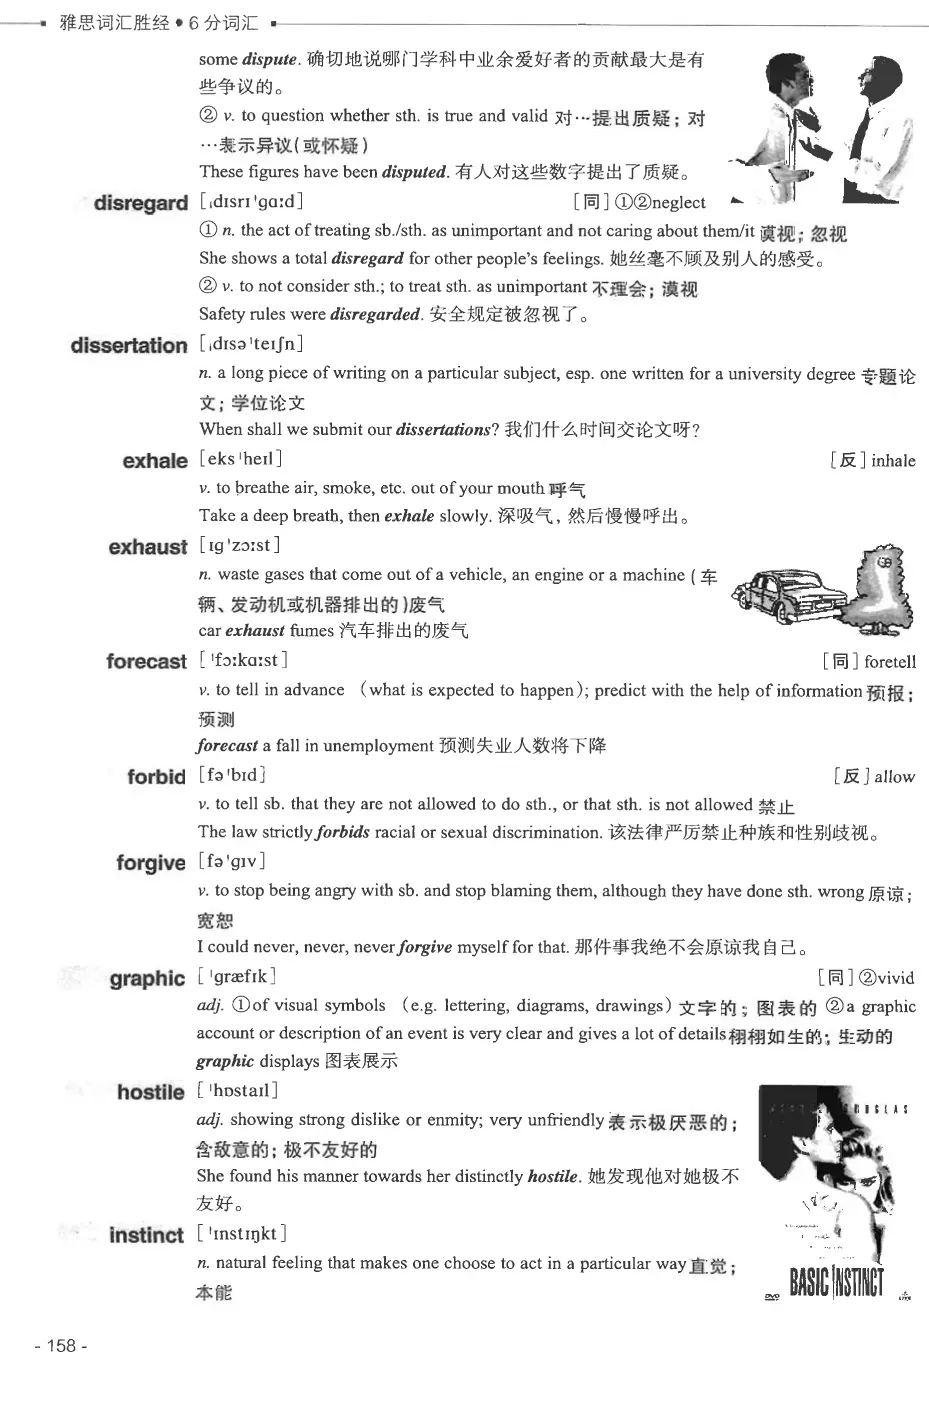 雅思词汇胜经•6分词汇
some dispute. 确切地说哪门学科中业余爱好者的贡献最大是有
些争议的。
② v. to question whether sth. is true and valid 对…提出质疑；对
…表示异议(或怀疑)
These figures have been disputed. 有人对这些数字提出了质疑。
disregard [ˌdɪsrɪˈgɑːd] [同]①②neglect
① n. the act of treating sb./sth. as unimportant and not caring about them/it 漠视；忽视
She shows a total disregard for other people's feelings. 她丝毫不顾及别人的感受。
② v. to not consider sth.; to treat sth. as unimportant 不理会；漠视
Safety rules were disregarded. 安全规定被忽视了。
dissertation [ˌdɪsəˈteɪʃn]
n. a long piece of writing on a particular subject, esp. one written for a university degree 专题论
文；学位论文
When shall we submit our dissertations? 我们什么时间交论文呀?
exhale [eksˈheɪl] [反] inhale
v. to breathe air, smoke, etc. out of your mouth 呼气
Take a deep breath, then exhale slowly. 深吸气，然后慢慢呼出。
exhaust [ɪgˈzɔːst]
n. waste gases that come out of a vehicle, an engine or a machine (车
辆、发动机或机器排出的)废气
car exhaust fumes 汽车排出的废气
forecast [ˈfɔːkɑːst] [同] foretell
v. to tell in advance (what is expected to happen); predict with the help of information 预报；
预测
forecast a fall in unemployment 预测失业人数将下降
forbid [fəˈbɪd] [反] allow
v. to tell sb. that they are not allowed to do sth., or that sth. is not allowed 禁止
The law strictly forbids racial or sexual discrimination. 该法律严厉禁止种族和性别歧视。
forgive [fəˈgɪv]
v. to stop being angry with sb. and stop blaming them, although they have done sth. wrong 原谅；
宽恕
I could never, never, never forgive myself for that. 那件事我绝不会原谅我自己。
graphic [ˈgræfɪk] [同]②vivid
adj. ①of visual symbols (e.g. lettering, diagrams, drawings) 文字的；图表的 ②a graphic
account or description of an event is very clear and gives a lot of details 栩栩如生的；生动的
graphic displays 图表展示
hostile [ˈhɒstaɪl]
adj. showing strong dislike or enmity; very unfriendly 表示极厌恶的；
含敌意的；极不友好的
She found his manner towards her distinctly hostile. 她发现他对她极不
友好。
instinct [ˈɪnstɪŋkt]
n. natural feeling that makes one choose to act in a particular way 直觉；
本能
BASIC INSTINCT
- 158 -